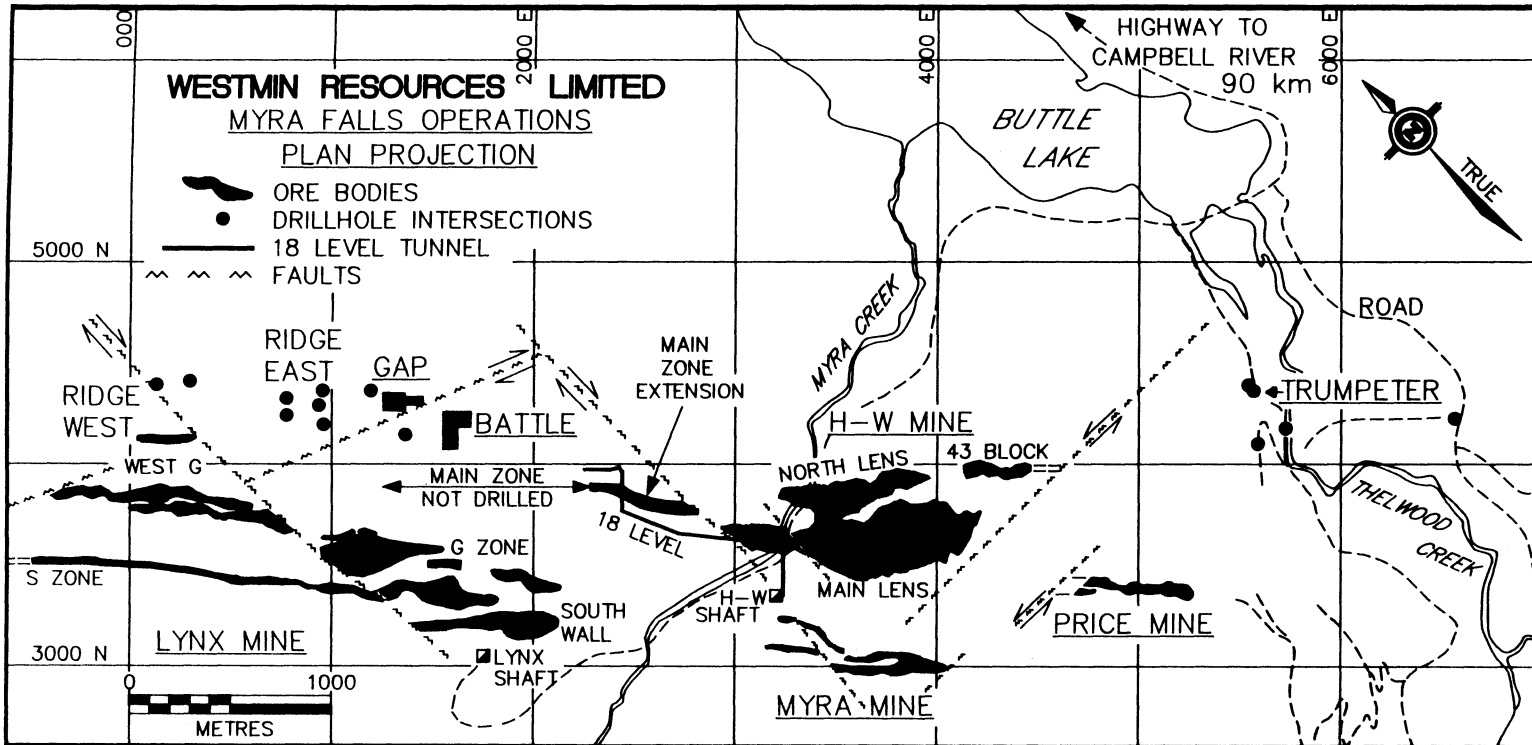 000
2000 E
4000 E
6000 E
HIGHWAY TO
CAMPBELL RIVER
90 km
WESTMIN RESOURCES LIMITED
MYRA FALLS OPERATIONS
PLAN PROJECTION
ORE BODIES
DRILLHOLE INTERSECTIONS
18 LEVEL TUNNEL
FAULTS
BUTTLE
LAKE
N
TRUE
5000 N
MYRA CREEK
ROAD
RIDGE
EAST
GAP
MAIN
ZONE
EXTENSION
RIDGE
WEST
BATTLE
TRUMPETER
H-W MINE
WEST G
MAIN ZONE
NOT DRILLED
NORTH LENS
43 BLOCK
18 LEVEL
THELWOOD
CREEK
G ZONE
S ZONE
MAIN LENS
H-W
SHAFT
SOUTH
WALL
PRICE MINE
LYNX MINE
LYNX
SHAFT
3000 N
MYRA MINE
0
1000
METRES